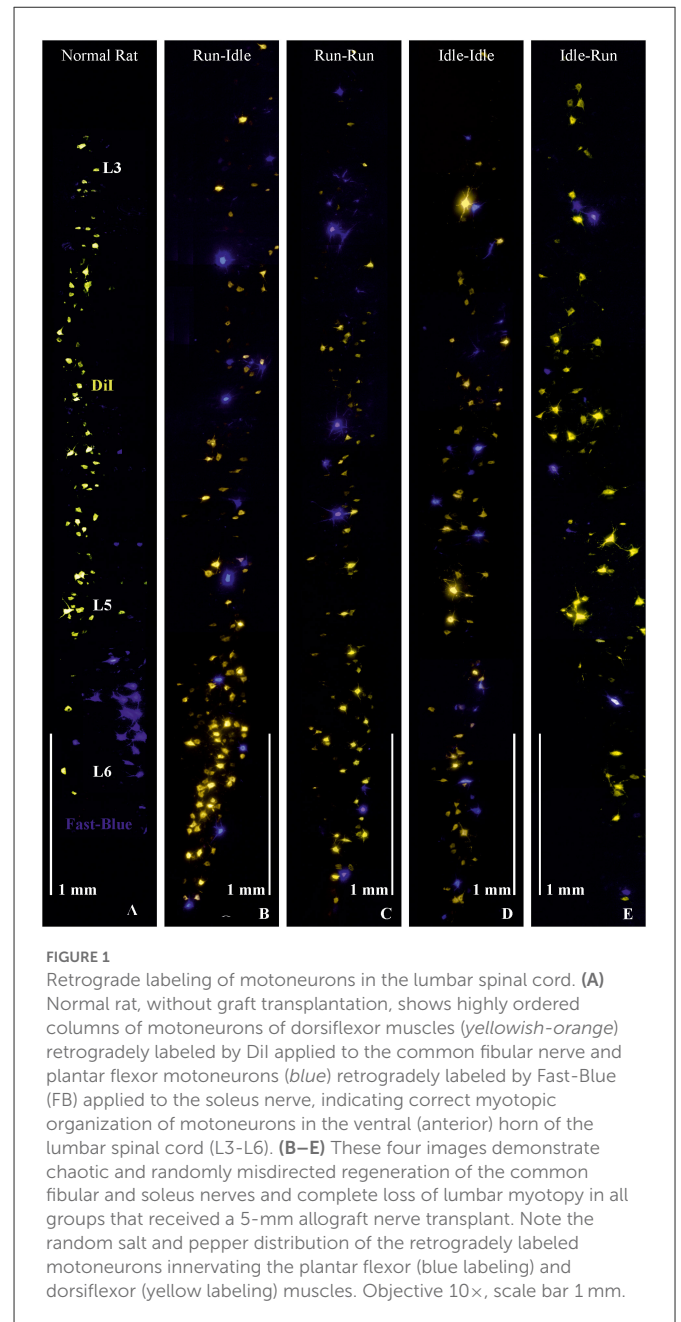 Normal Rat
Run-Idle
Run-Run
Idle-Idle
Idle-Run
L3
DiI
L5
L6
Fast-Blue
1 mm
A
1 mm
B
1 mm
C
1 mm
D
1 mm
E
FIGURE 1
Retrograde labeling of motoneurons in the lumbar spinal cord. (A)
Normal rat, without graft transplantation, shows highly ordered
columns of motoneurons of dorsiflexor muscles (yellowish-orange)
retrogradely labeled by DiI applied to the common fibular nerve and
plantar flexor motoneurons (blue) retrogradely labeled by Fast-Blue
(FB) applied to the soleus nerve, indicating correct myotopic
organization of motoneurons in the ventral (anterior) horn of the
lumbar spinal cord (L3-L6). (B–E) These four images demonstrate
chaotic and randomly misdirected regeneration of the common
fibular and soleus nerves and complete loss of lumbar myotopy in all
groups that received a 5-mm allograft nerve transplant. Note the
random salt and pepper distribution of the retrogradely labeled
motoneurons innervating the plantar flexor (blue labeling) and
dorsiflexor (yellow labeling) muscles. Objective 10×, scale bar 1 mm.